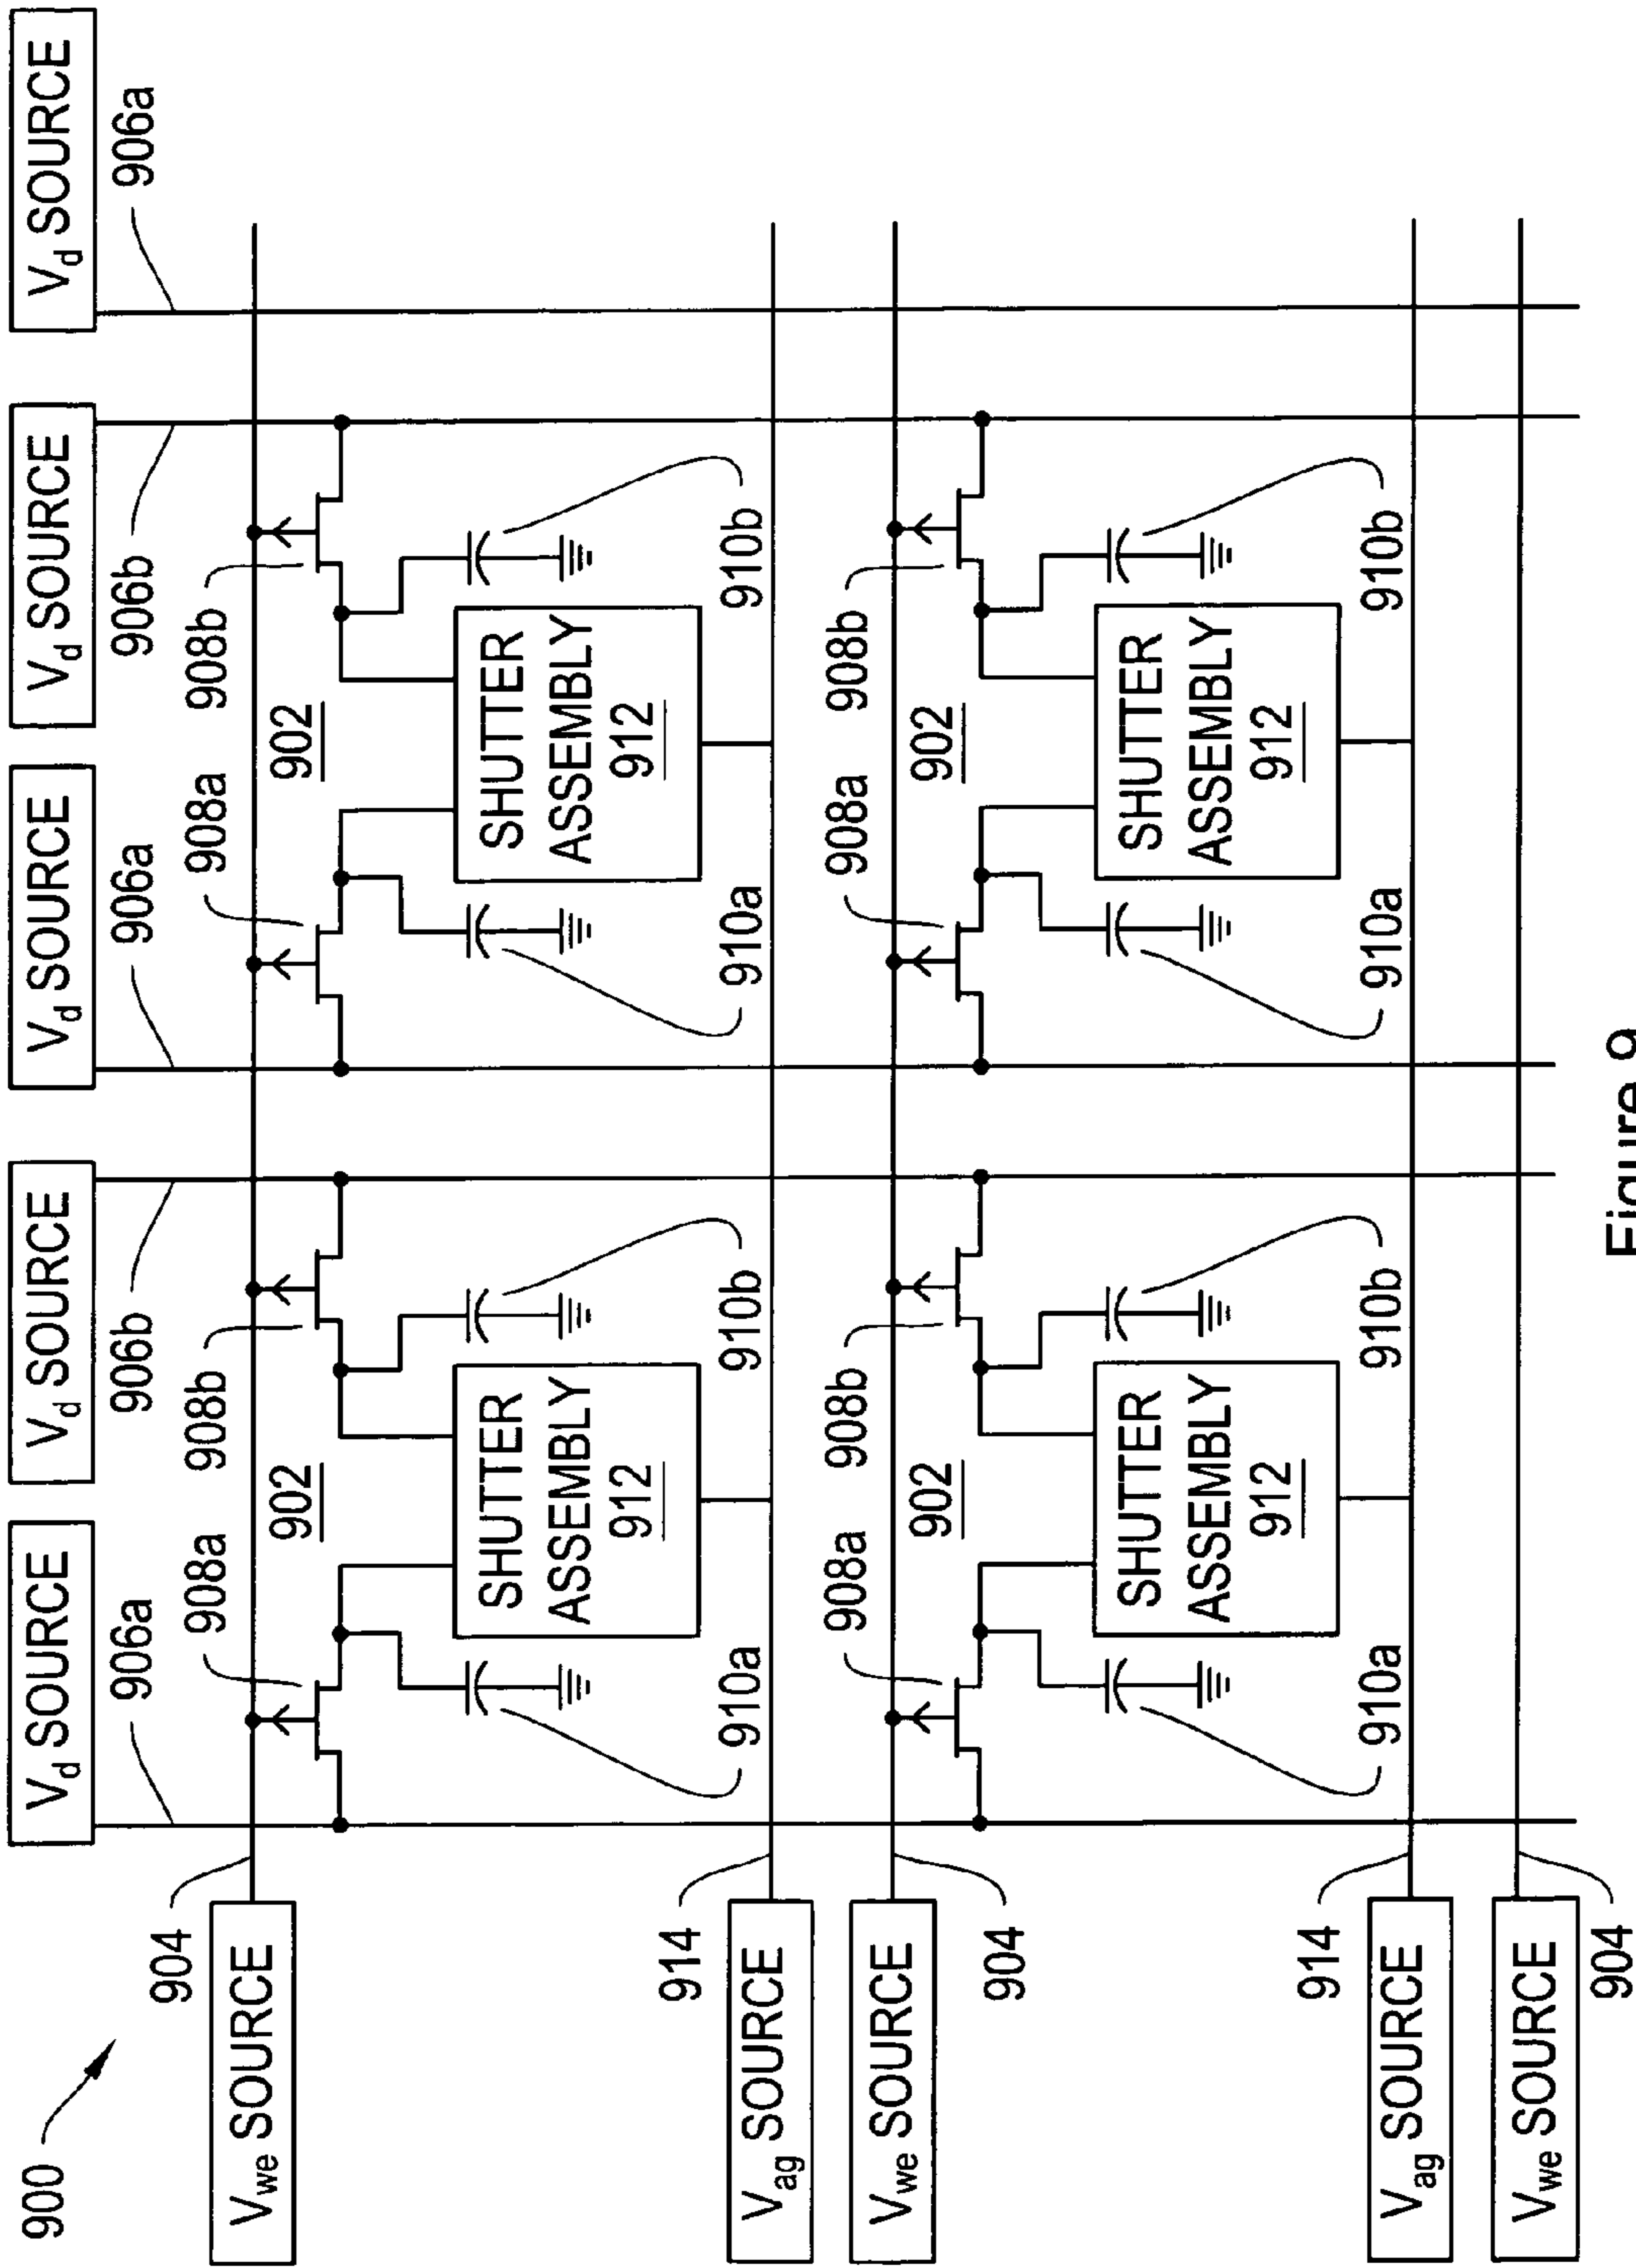 900
Vd SOURCE
Vd SOURCE
Vd SOURCE
Vd SOURCE
Vd SOURCE
906a
906b
906a
906b
906a
904
908a
908b
908a
908b
Vwe SOURCE
902
902
SHUTTER
ASSEMBLY
912
SHUTTER
ASSEMBLY
912
914
910a
910b
910a
910b
Vag SOURCE
908a
908b
908a
908b
Vwe SOURCE
902
902
904
SHUTTER
ASSEMBLY
912
SHUTTER
ASSEMBLY
912
914
910a
910b
910a
910b
Vag SOURCE
Vwe SOURCE
904
Figure 9